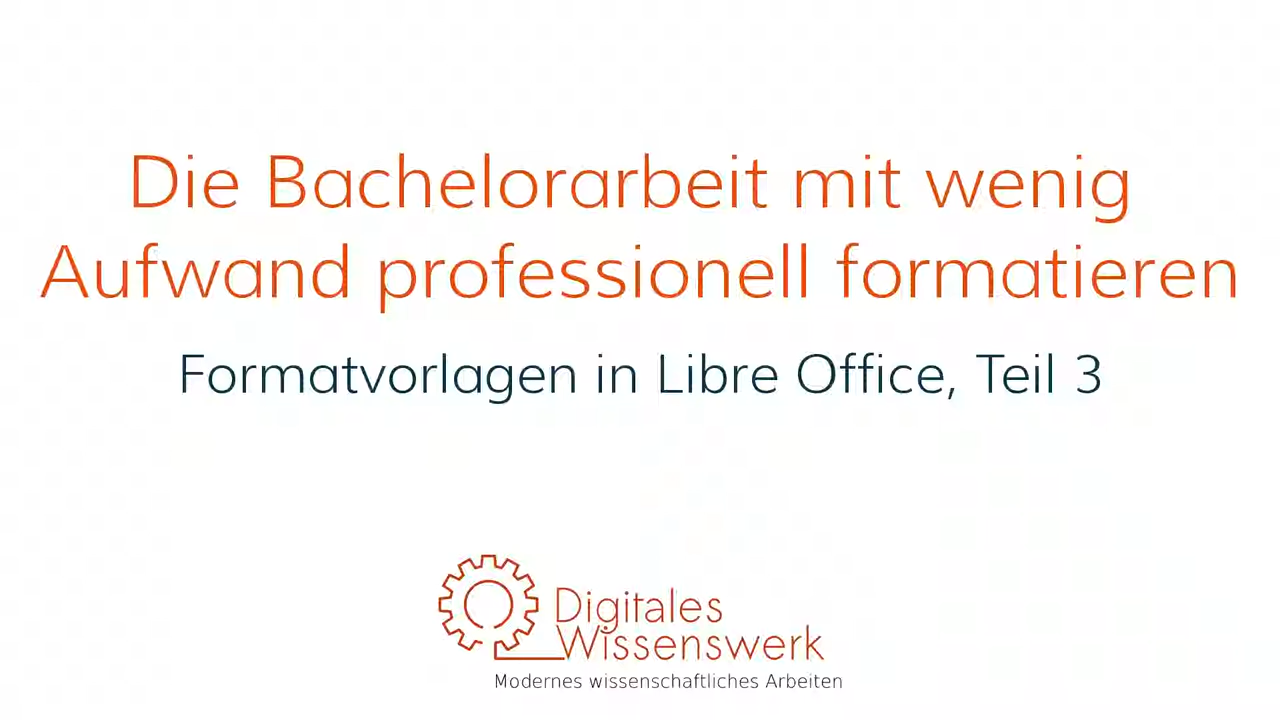 Die Bachelorarbeit mit wenig
Aufwand professionell formatieren
Formatvorlagen in Libre Office, Teil 3
Digitales
Wissenswerk
Modernes wissenschaftliches Arbeiten